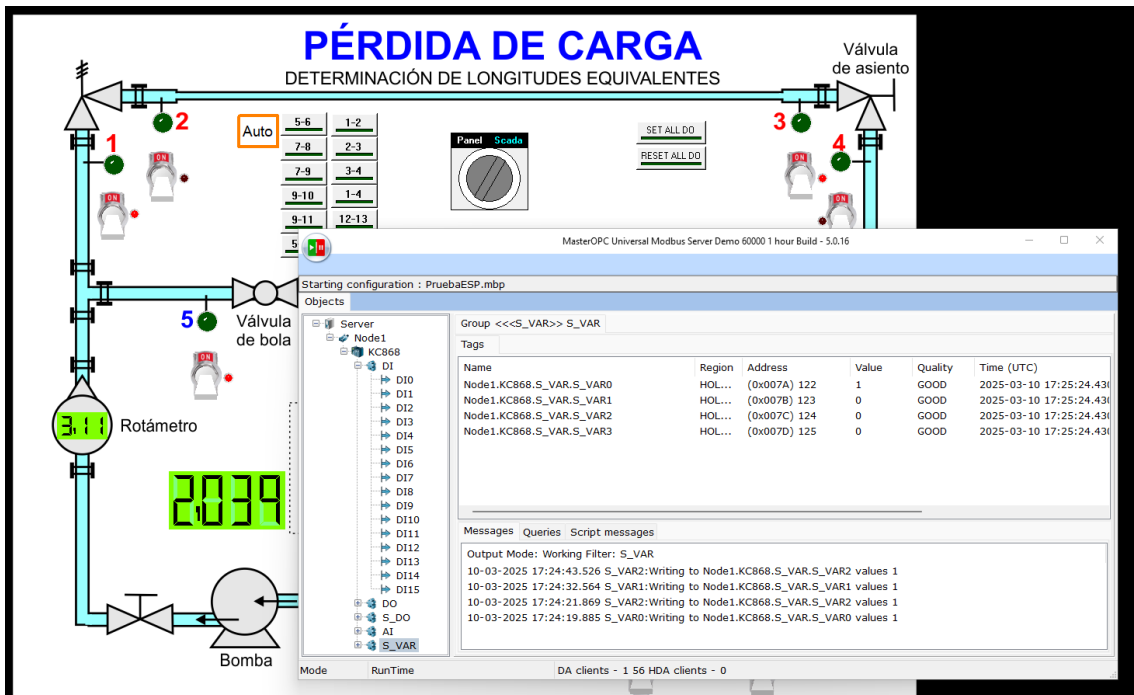 PÉRDIDA DE CARGA
DETERMINACIÓN DE LONGITUDES EQUIVALENTES
Válvula
de asiento
2
3
1
4
Auto
5-6
1-2
7-8
2-3
7-9
3-4
9-10
1-4
9-11
12-13
5
Panel Scada
SET ALL DO
RESET ALL DO
ON
ON
ON
ON
ON
5
Válvula
de bola
3,11
Rotámetro
2,039
Bomba
MasterOPC Universal Modbus Server Demo 60000 1 hour Build - 5.0.16
Starting configuration : PruebaESP.mbp
Objects
Server
Node1
KC868
DI
DI0
DI1
DI2
DI3
DI4
DI5
DI6
DI7
DI8
DI9
DI10
DI11
DI12
DI13
DI14
DI15
DO
S_DO
AI
S_VAR
Group <<<S_VAR>> S_VAR
Tags
Name Region Address Value Quality Time (UTC)
Node1.KC868.S_VAR.S_VAR0 HOL... (0x007A) 122 1 GOOD 2025-03-10 17:25:24.430
Node1.KC868.S_VAR.S_VAR1 HOL... (0x007B) 123 0 GOOD 2025-03-10 17:25:24.430
Node1.KC868.S_VAR.S_VAR2 HOL... (0x007C) 124 0 GOOD 2025-03-10 17:25:24.430
Node1.KC868.S_VAR.S_VAR3 HOL... (0x007D) 125 0 GOOD 2025-03-10 17:25:24.430
Messages Queries Script messages
Output Mode: Working Filter: S_VAR
10-03-2025 17:24:43.526 S_VAR2:Writing to Node1.KC868.S_VAR.S_VAR2 values 1
10-03-2025 17:24:32.564 S_VAR1:Writing to Node1.KC868.S_VAR.S_VAR1 values 1
10-03-2025 17:24:21.869 S_VAR2:Writing to Node1.KC868.S_VAR.S_VAR2 values 1
10-03-2025 17:24:19.885 S_VAR0:Writing to Node1.KC868.S_VAR.S_VAR0 values 1
Mode RunTime DA clients - 1 56 HDA clients - 0